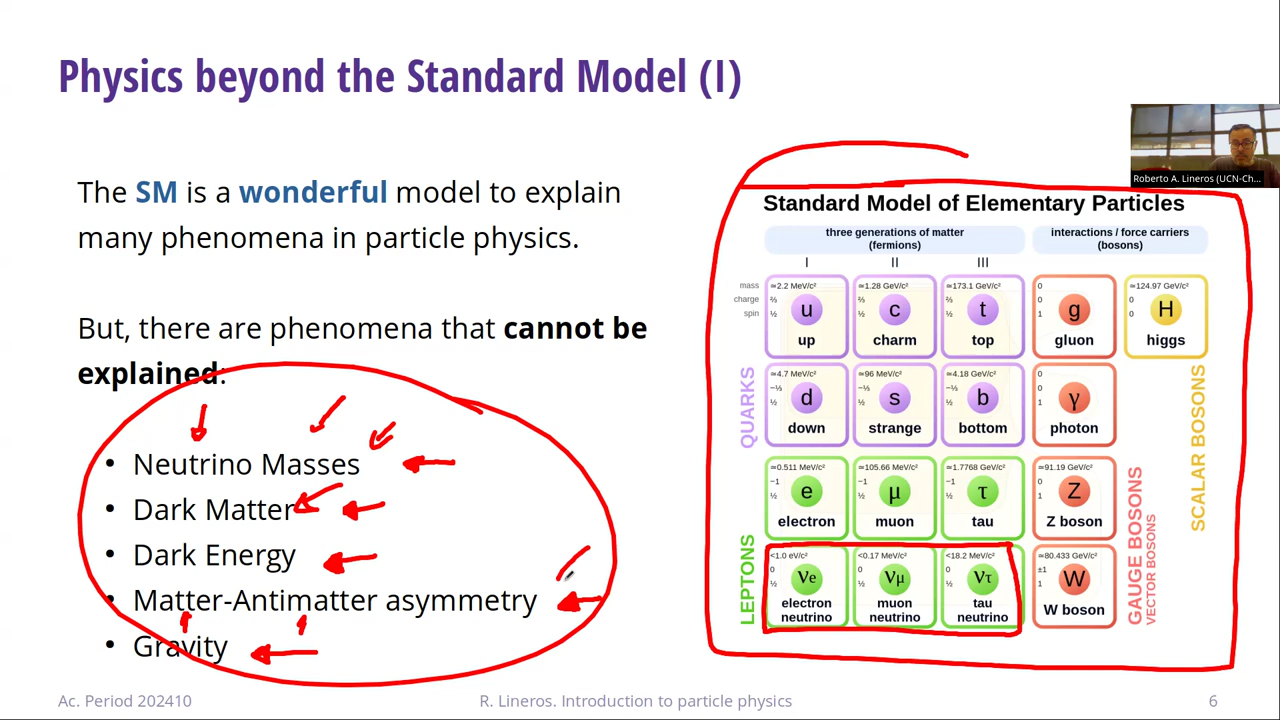 Physics beyond the Standard Model (I)
The SM is a wonderful model to explain
many phenomena in particle physics.
But, there are phenomena that cannot be
explained:
• Neutrino Masses
• Dark Matter
• Dark Energy
• Matter-Antimatter asymmetry
• Gravity
Roberto A. Lineros (UCN-Ch...
Standard Model of Elementary Particles
three generations of matter
(fermions)
interactions / force carriers
(bosons)
I II III
mass ≃2.2 MeV/c² ≃1.28 GeV/c² ≃173.1 GeV/c² 0 ≃124.97 GeV/c²
charge ⅔ ⅔ ⅔ 0 0
spin ½ ½ ½ 1 0
u c t g H
up charm top gluon higgs
QUARKS
≃4.7 MeV/c² ≃96 MeV/c² ≃4.18 GeV/c² 0
−⅓ −⅓ −⅓ 0
½ ½ ½ 1
d s b γ
down strange bottom photon
SCALAR BOSONS
≃0.511 MeV/c² ≃105.66 MeV/c² ≃1.7768 GeV/c² ≃91.19 GeV/c²
−1 −1 −1 0
½ ½ ½ 1
e μ τ Z
electron muon tau Z boson
LEPTONS
<1.0 eV/c² <0.17 MeV/c² <18.2 MeV/c² ≃80.433 GeV/c²
0 0 0 ±1
½ ½ ½ 1
νe νμ ντ W
electron muon tau W boson
neutrino neutrino neutrino
GAUGE BOSONS
VECTOR BOSONS
Ac. Period 202410
R. Lineros. Introduction to particle physics
6